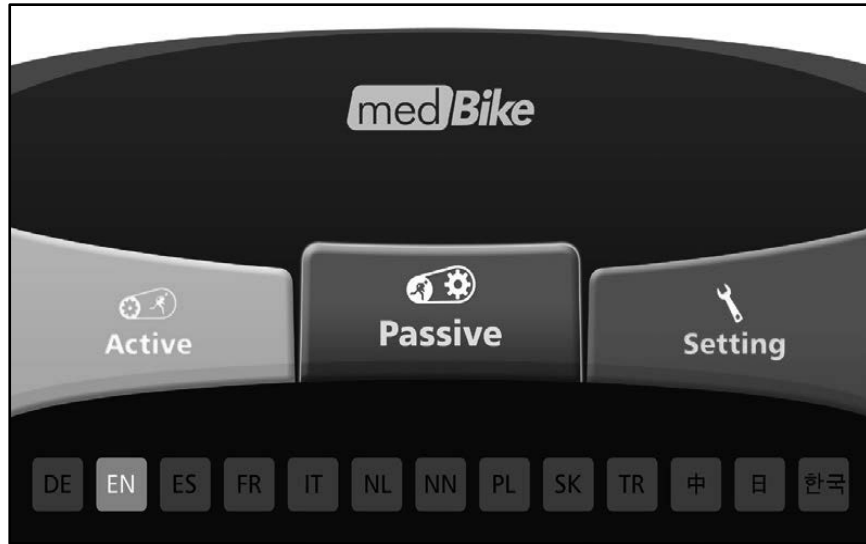 medBike
Active Passive Setting
DE EN ES FR IT NL NN PL SK TR 中 日 한국